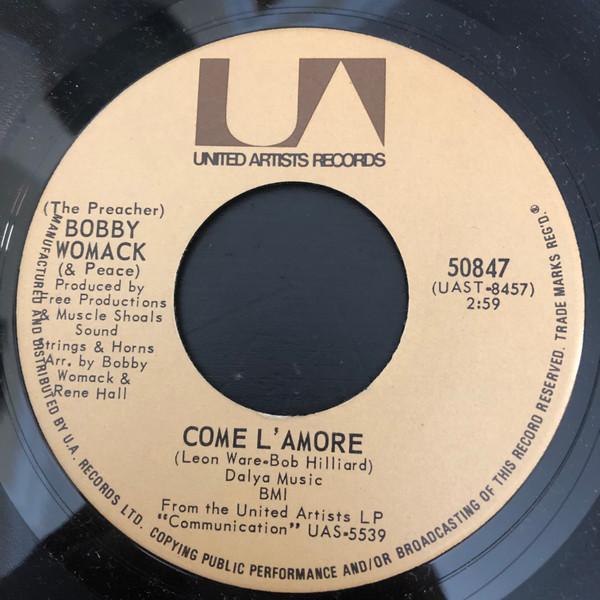 UA
UNITED ARTISTS RECORDS
(The Preacher)
BOBBY
WOMACK
(& Peace)
Produced by
Free Productions
& Muscle Shoals
Sound
Strings & Horns
Arr. by Bobby
Womack &
Rene Hall
50847
(UAST-8457)
2:59
COME L'AMORE
(Leon Ware-Bob Hilliard)
Dalya Music
BMI
From the United Artists LP
"Communication" UAS-5539
MANUFACTURED AND DISTRIBUTED BY U.A. RECORDS LTD. COPYING PUBLIC PERFORMANCE AND/OR BROADCASTING OF THIS RECORD RESERVED. TRADE MARKS REG'D.®